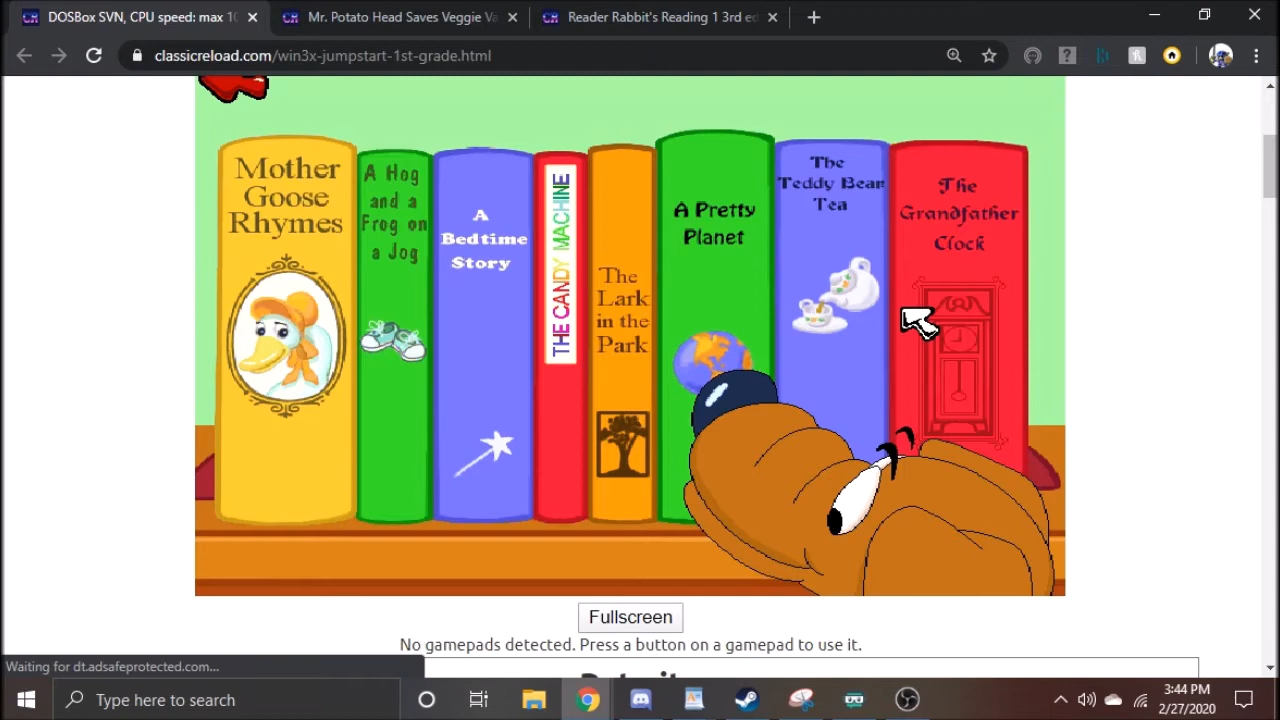 DOSBox SVN, CPU speed: max 10
Mr. Potato Head Saves Veggie Va
Reader Rabbit's Reading 1 3rd ed
classicreload.com/win3x-jumpstart-1st-grade.html
Mother
Goose
Rhymes
A Hog
and a
Frog on
a Jog
A
Bedtime
Story
THE CANDY MACHINE
The
Lark
in the
Park
A Pretty
Planet
The
Teddy Bear
Tea
The
Grandfather
Clock
Fullscreen
No gamepads detected. Press a button on a gamepad to use it.
Waiting for dt.adsafeprotected.com...
Type here to search
3:44 PM
2/27/2020